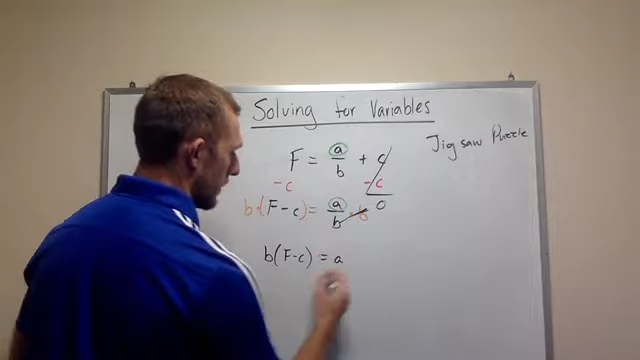 Solving for Variables
Jigsaw Puzzle
F = a/b + c
-c -c
b·(F-c) = a/b ·b 0
b(F-c) = a